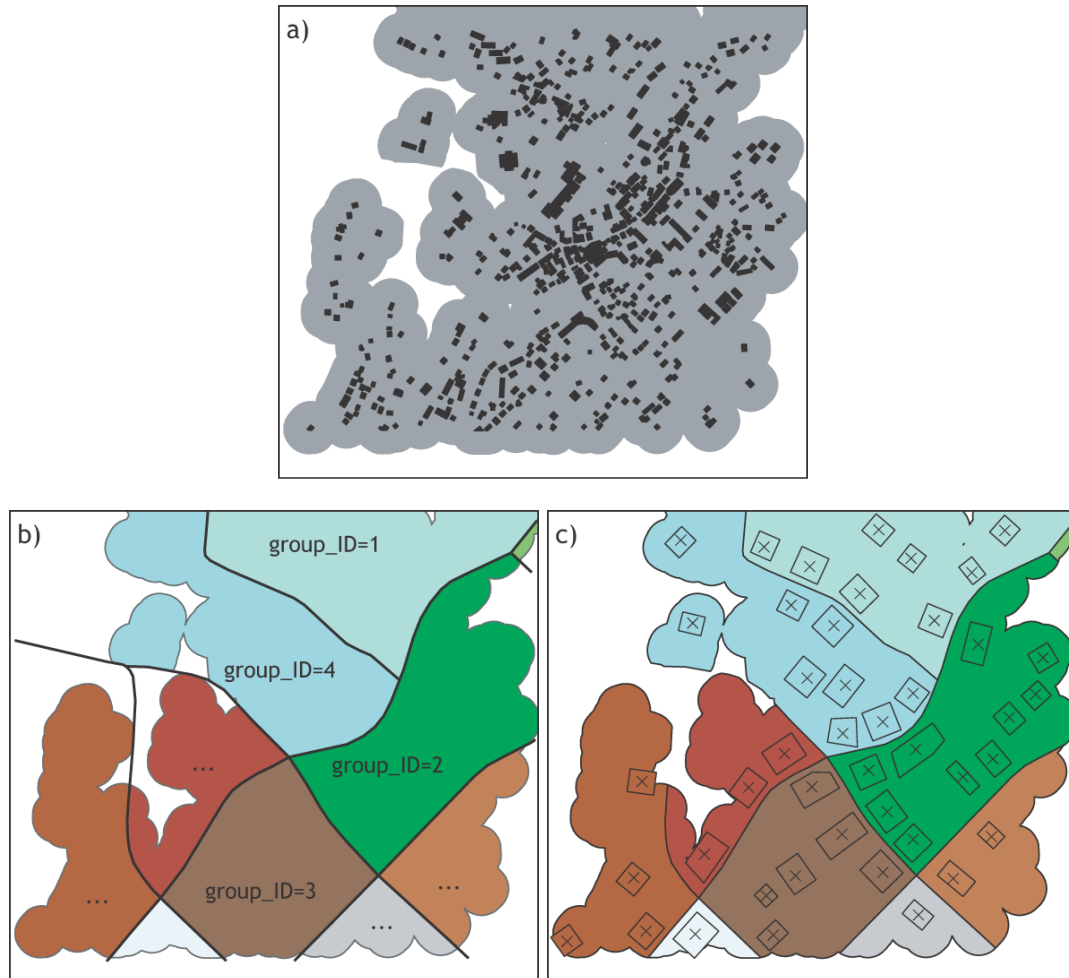 a)
b)
group_ID=1
group_ID=4
...
group_ID=2
group_ID=3
...
...
...
c)